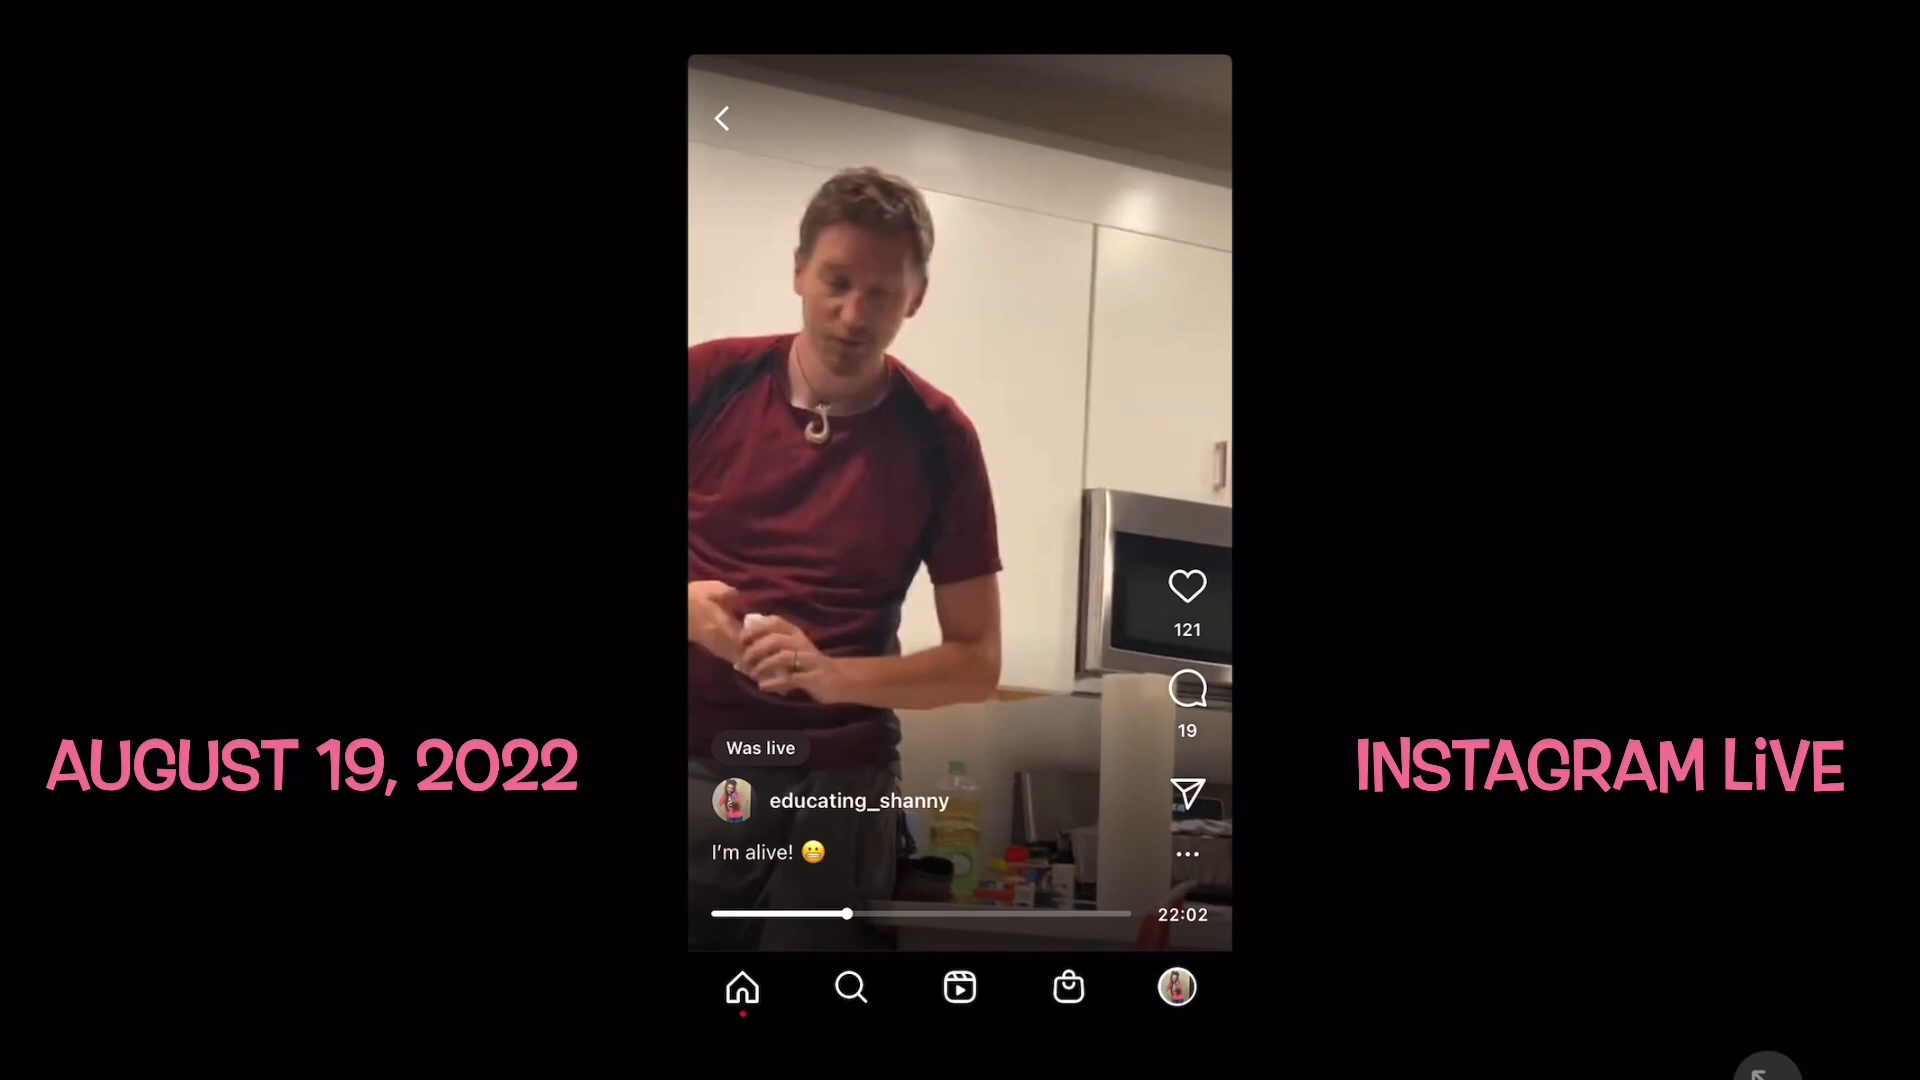 121
19
Was live
AUGUST 19, 2022
INSTAGRAM LiVE
educating_shanny
I'm alive! 😬
22:02